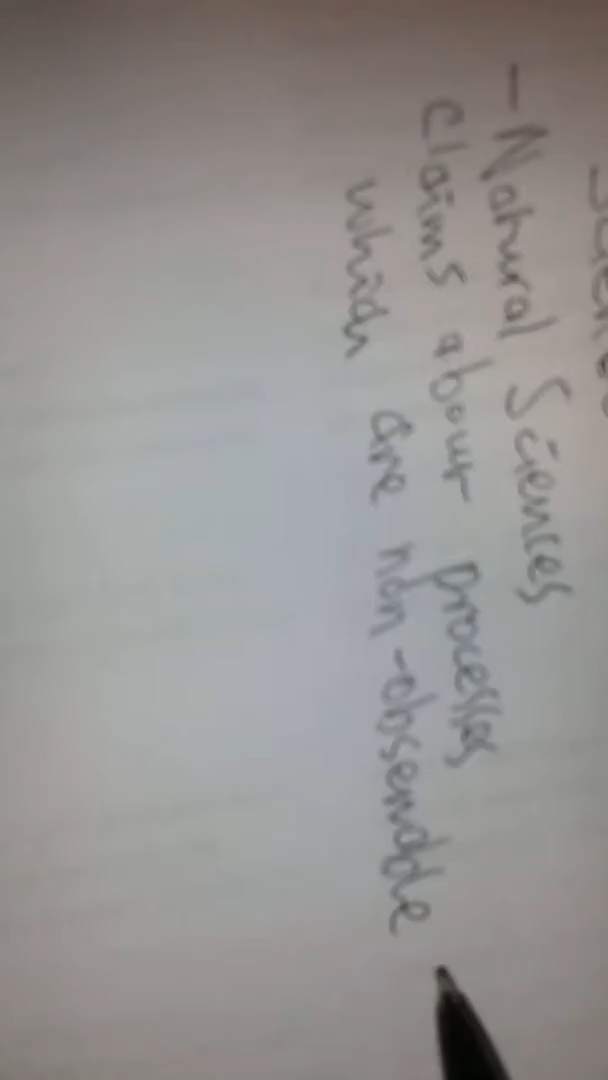 - Natural Sciences
claims about processes
which are non-observable